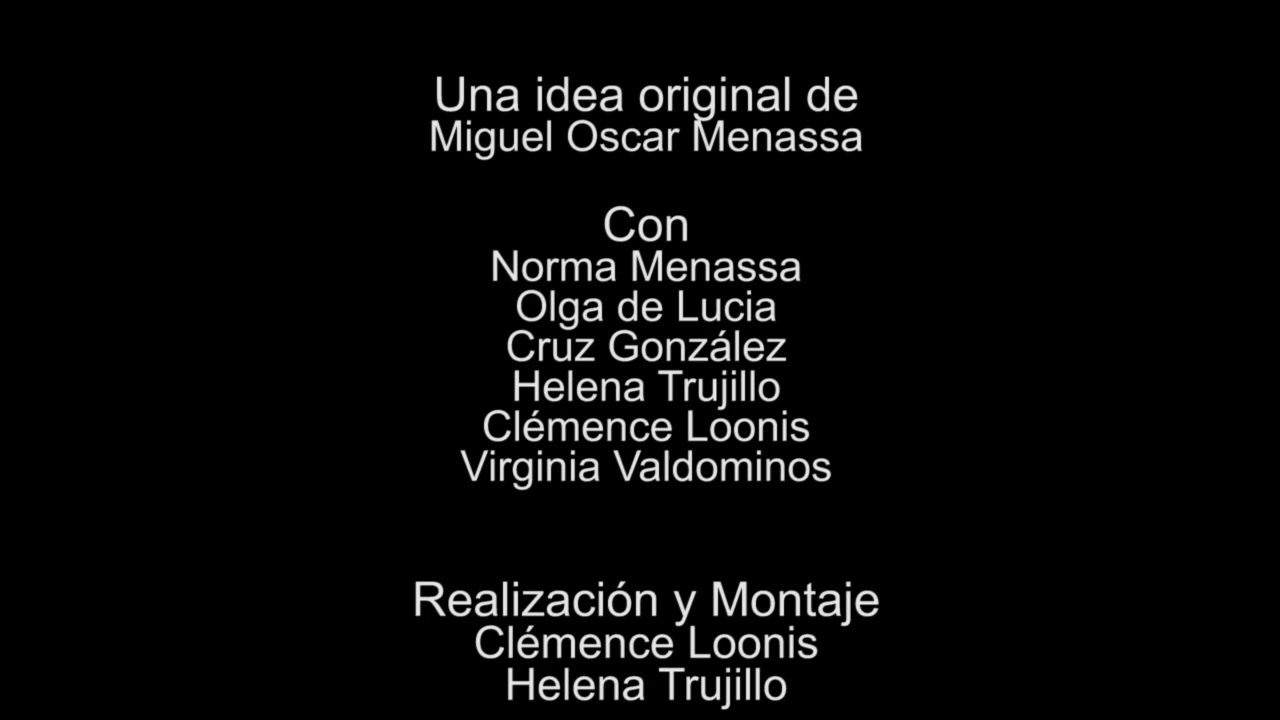 Una idea original de
Miguel Oscar Menassa
Con
Norma Menassa
Olga de Lucia
Cruz González
Helena Trujillo
Clémence Loonis
Virginia Valdominos
Realización y Montaje
Clémence Loonis
Helena Trujillo